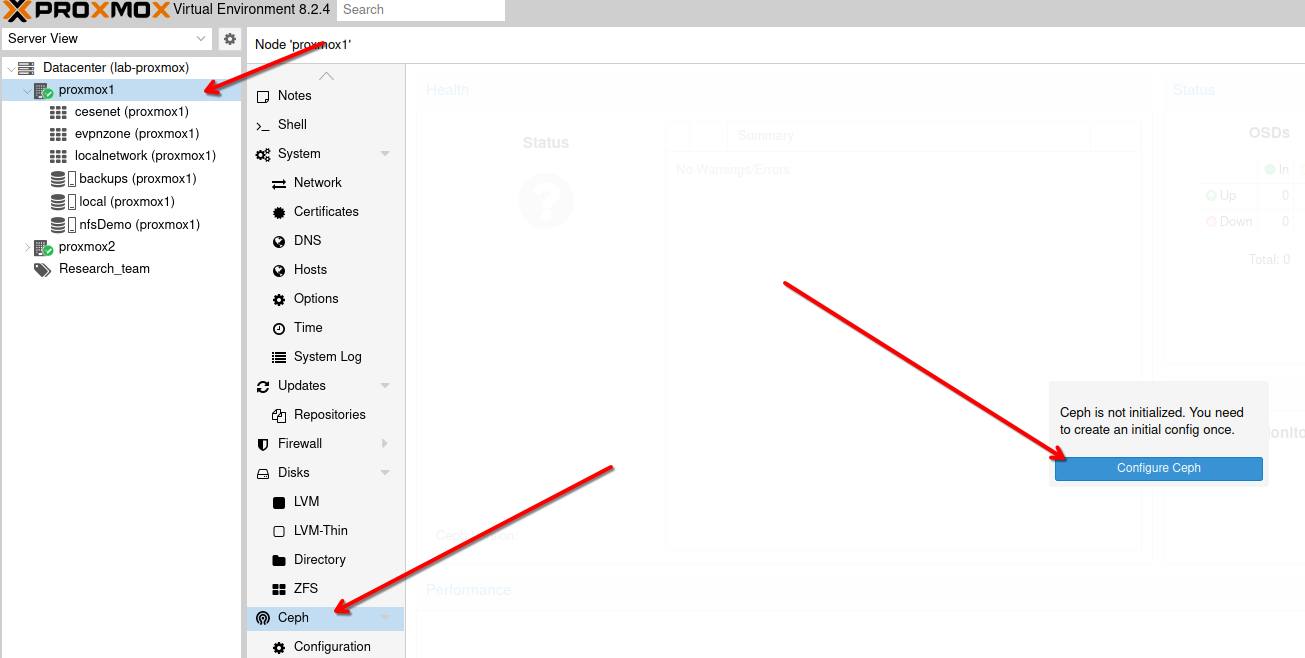 PROXMOX Virtual Environment 8.2.4 Search
Server View
Datacenter (lab-proxmox)
proxmox1
cesenet (proxmox1)
evpnzone (proxmox1)
localnetwork (proxmox1)
backups (proxmox1)
local (proxmox1)
nfsDemo (proxmox1)
proxmox2
Research_team
Node 'proxmox1'
Notes
Shell
System
Network
Certificates
DNS
Hosts
Options
Time
System Log
Updates
Repositories
Firewall
Disks
LVM
LVM-Thin
Directory
ZFS
Ceph
Configuration
Health
Status
Summary
No Warnings/Errors
Status
OSDs
In
Up 0
Down 0
Total: 0
Ceph is not initialized. You need
to create an initial config once.
Configure Ceph
Performance